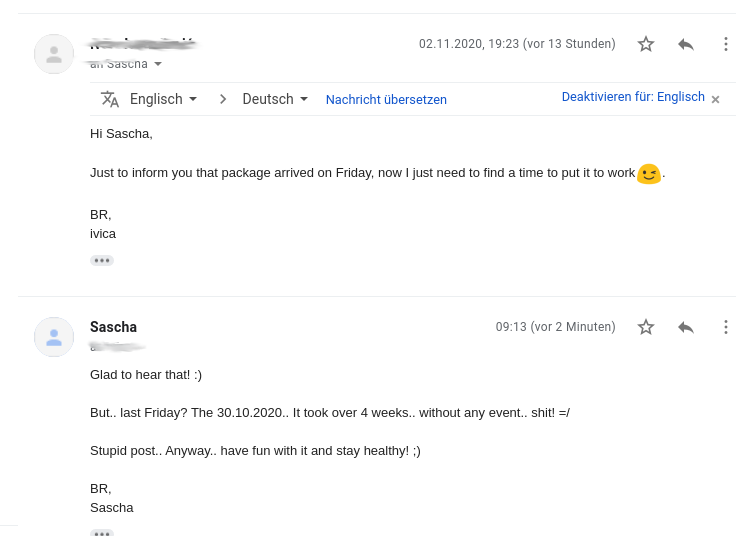 02.11.2020, 19:23 (vor 13 Stunden)
an Sascha
Englisch > Deutsch Nachricht übersetzen Deaktivieren für: Englisch ×
Hi Sascha,
Just to inform you that package arrived on Friday, now I just need to find a time to put it to work😉.
BR,
ivica
Sascha 09:13 (vor 2 Minuten)
Glad to hear that! :)
But.. last Friday? The 30.10.2020.. It took over 4 weeks.. without any event.. shit! =/
Stupid post.. Anyway.. have fun with it and stay healthy! ;)
BR,
Sascha